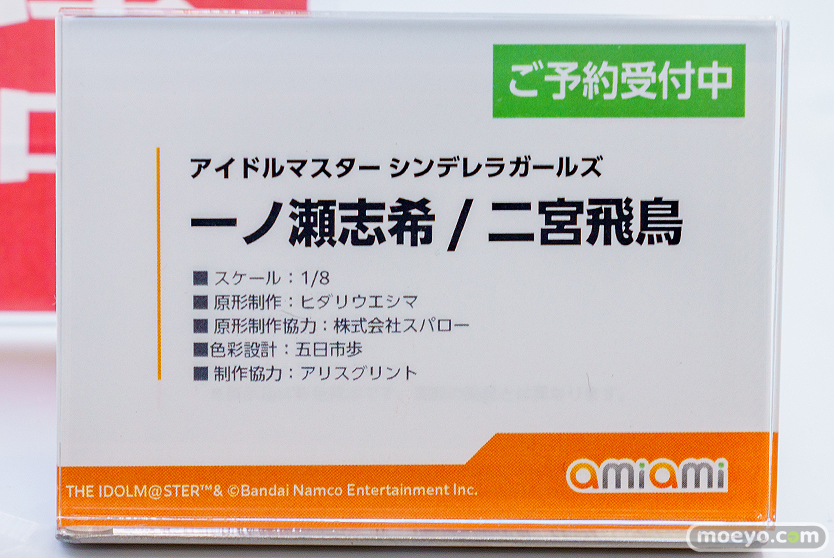 ご予約受付中
アイドルマスター シンデレラガールズ
一ノ瀬志希 / 二宮飛鳥
■ スケール：1/8
■ 原形制作：ヒダリウエシマ
■ 原形制作協力：株式会社スパロー
■色彩設計：五日市歩
■ 制作協力：アリスグリント
amiami
THE IDOLM@STER™& ©Bandai Namco Entertainment Inc.
moeyo.com